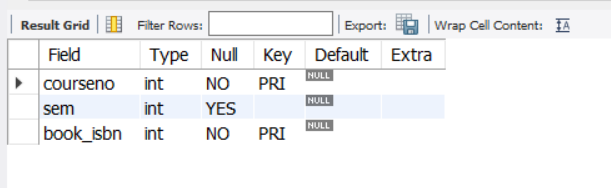 Result Grid Filter Rows: Export: Wrap Cell Content: IA
Field Type Null Key Default Extra
courseno int NO PRI NULL
sem int YES NULL
book_isbn int NO PRI NULL